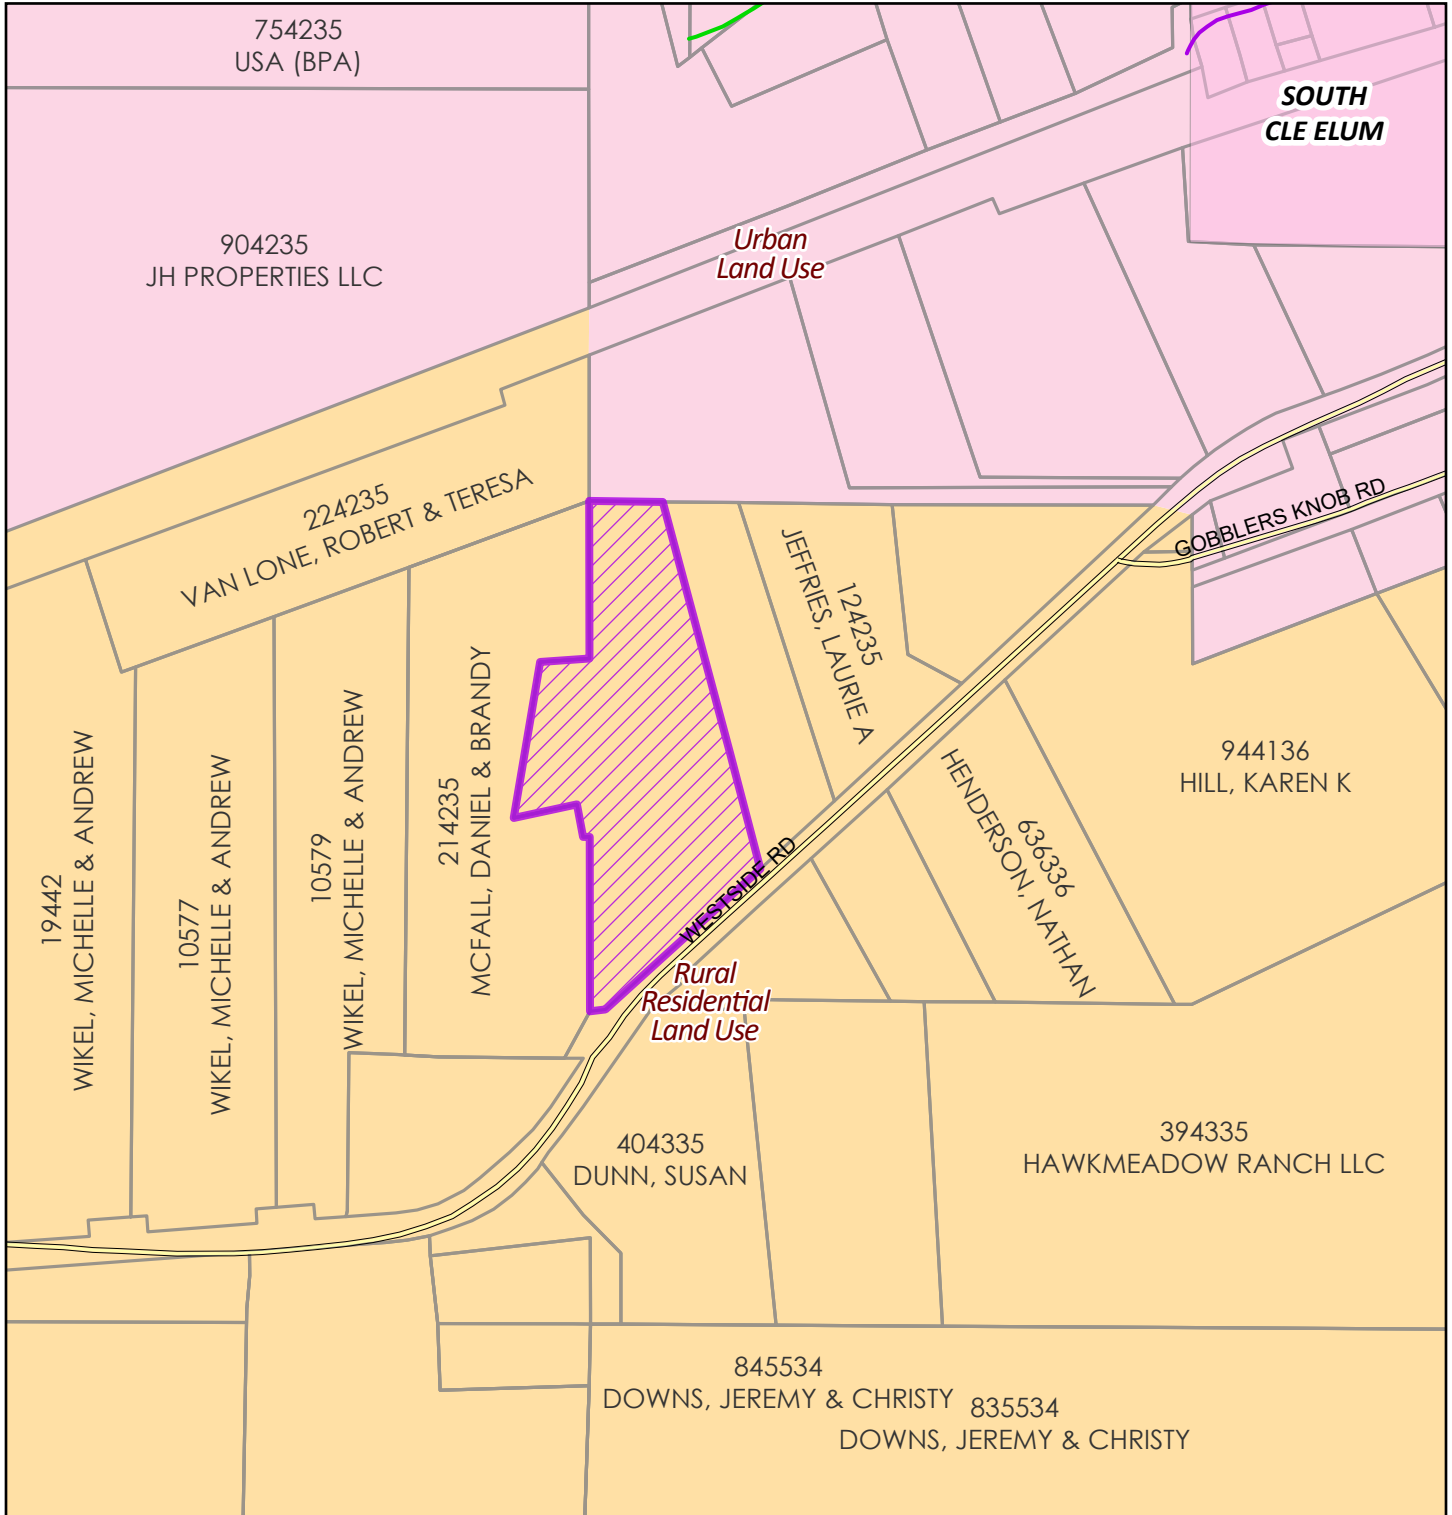 754235
USA (BPA)
SOUTH
CLE ELUM
904235
JH PROPERTIES LLC
Urban
Land Use
224235
VAN LONE, ROBERT & TERESA
GOBBLERS KNOB RD
124235
JEFFRIES, LAURIE A
19442
WIKEL, MICHELLE & ANDREW
10577
WIKEL, MICHELLE & ANDREW
10579
WIKEL, MICHELLE & ANDREW
214235
MCFALL, DANIEL & BRANDY
WESTSIDE RD
636336
HENDERSON, NATHAN
944136
HILL, KAREN K
Rural
Residential
Land Use
404335
DUNN, SUSAN
394335
HAWKMEADOW RANCH LLC
845534
DOWNS, JEREMY & CHRISTY
835534
DOWNS, JEREMY & CHRISTY